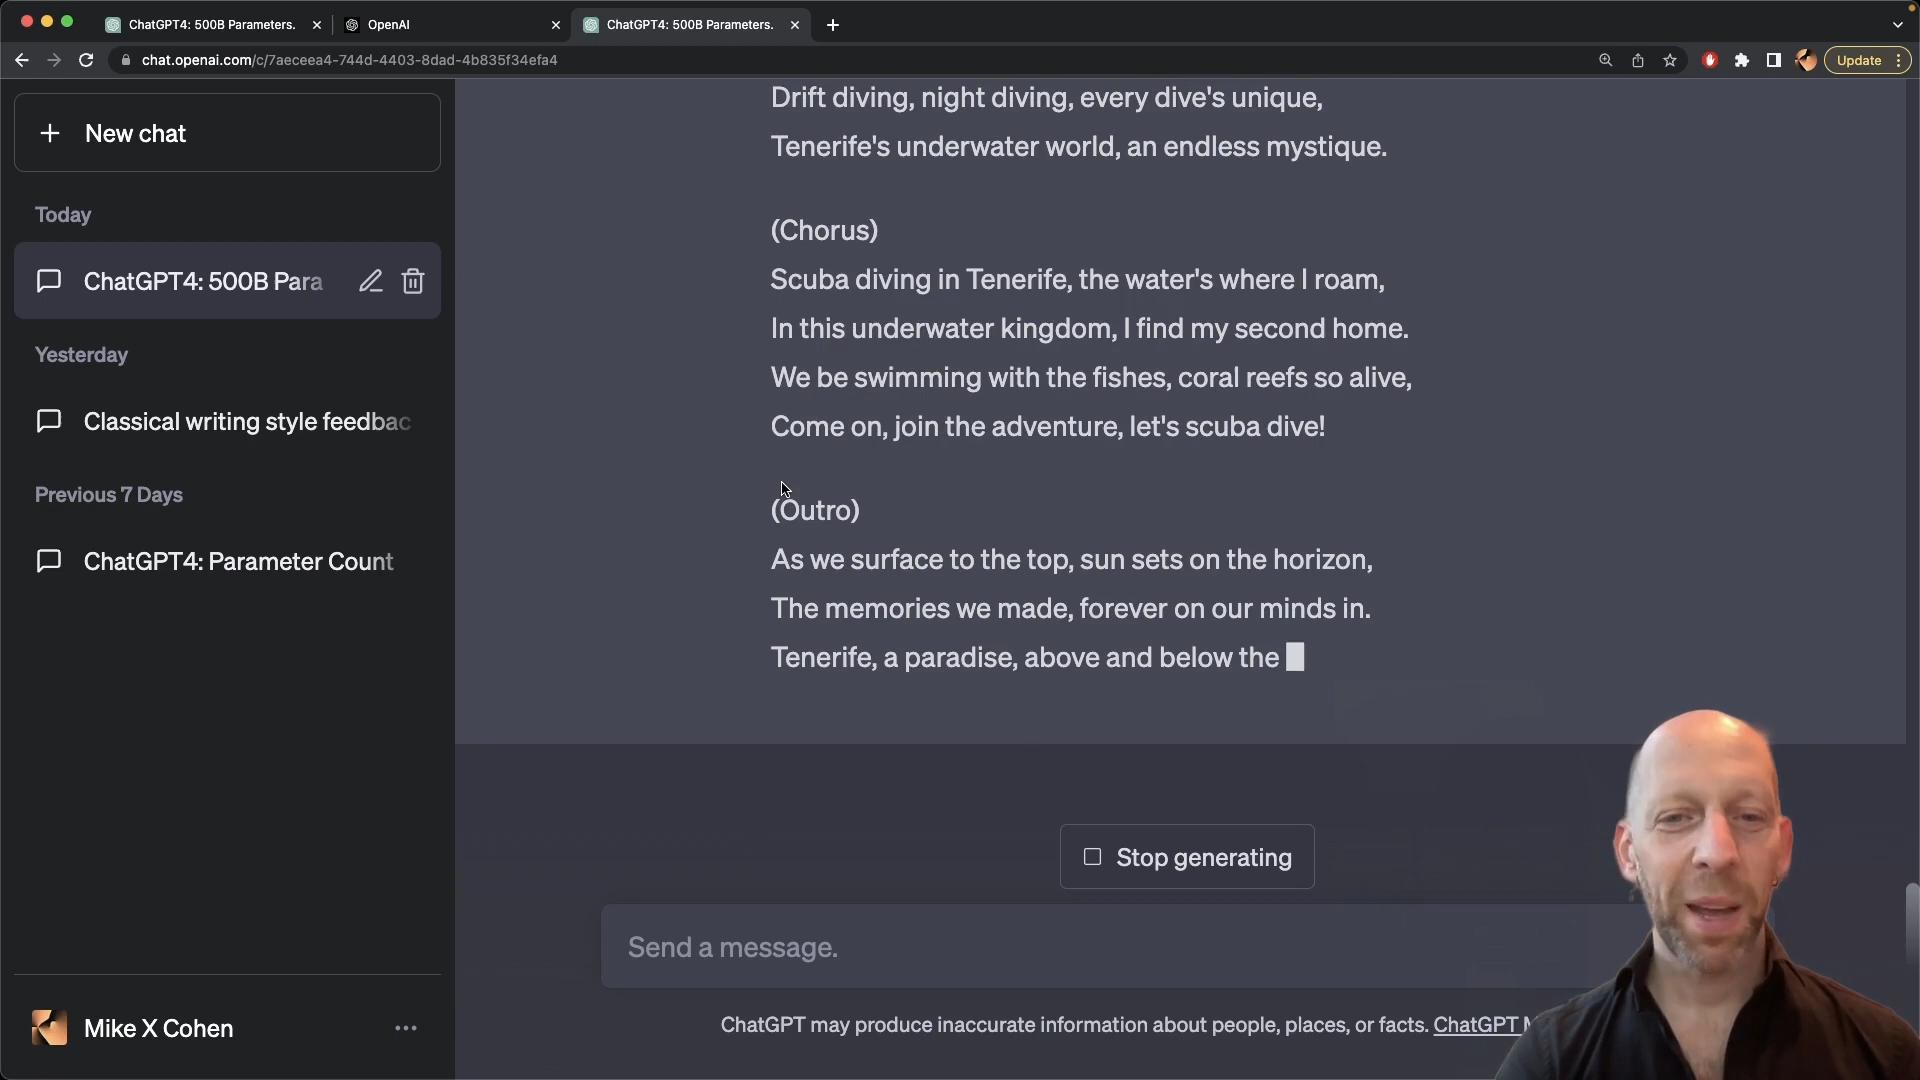 ChatGPT4: 500B Parameters.
OpenAI
ChatGPT4: 500B Parameters.
chat.openai.com/c/7aeceea4-744d-4403-8dad-4b835f34efa4
Update
New chat
Today
ChatGPT4: 500B Para
Yesterday
Classical writing style feedbac
Previous 7 Days
ChatGPT4: Parameter Count
Mike X Cohen
Drift diving, night diving, every dive's unique,
Tenerife's underwater world, an endless mystique.
(Chorus)
Scuba diving in Tenerife, the water's where I roam,
In this underwater kingdom, I find my second home.
We be swimming with the fishes, coral reefs so alive,
Come on, join the adventure, let's scuba dive!
(Outro)
As we surface to the top, sun sets on the horizon,
The memories we made, forever on our minds in.
Tenerife, a paradise, above and below the
Stop generating
Send a message.
ChatGPT may produce inaccurate information about people, places, or facts. ChatGPT M